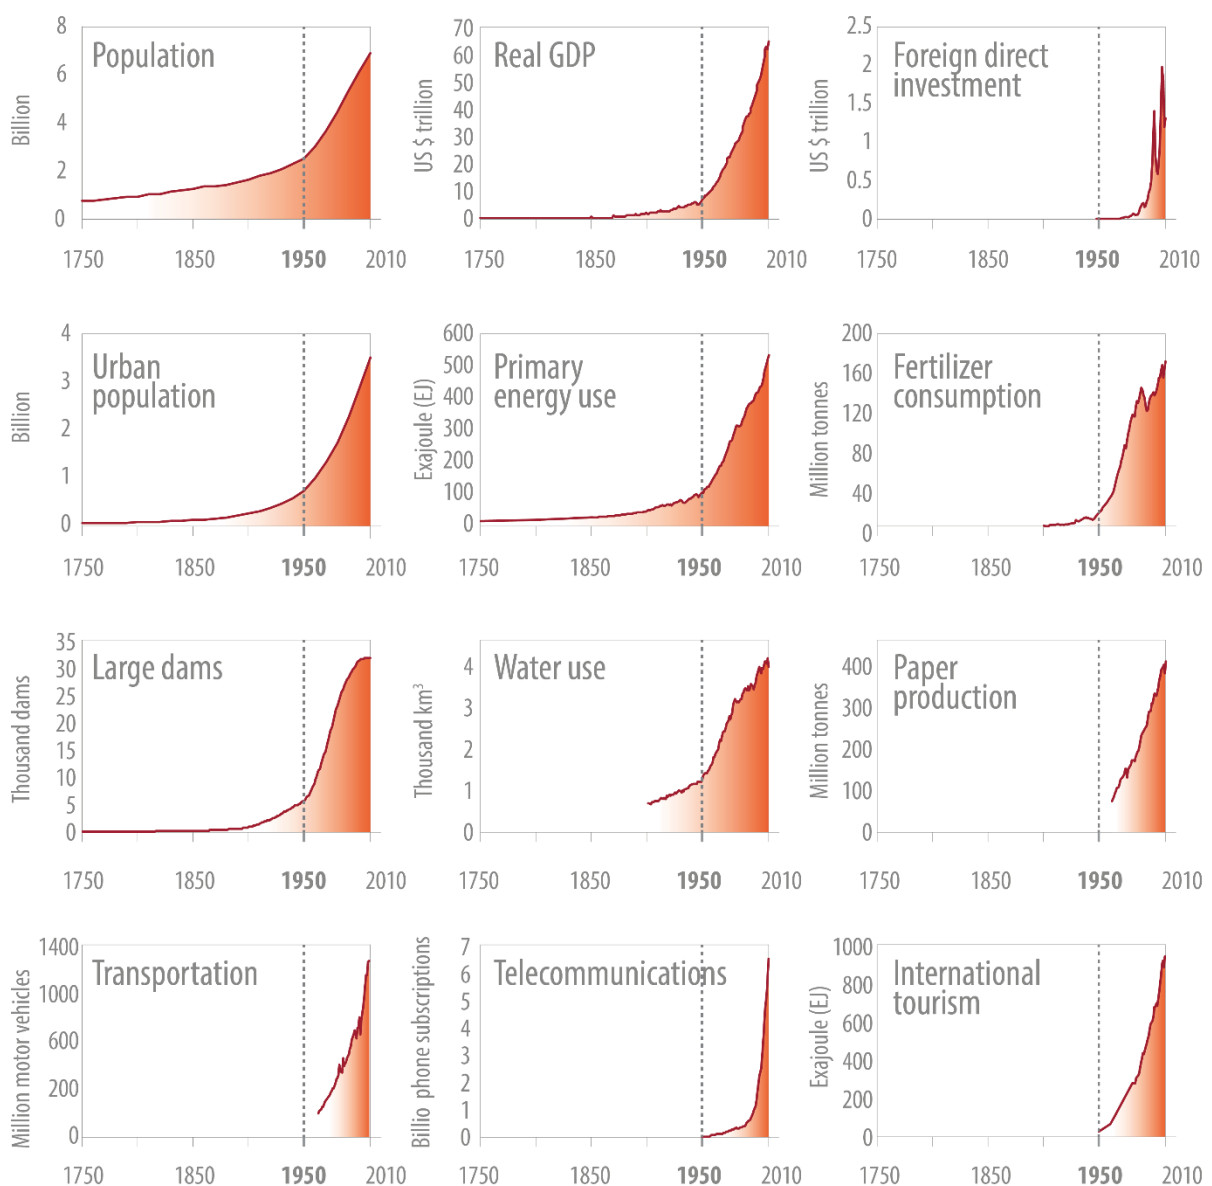 Population
Billion
8
6
4
2
0
1750 1850 1950 2010
Real GDP
US $ trillion
70
60
50
40
30
20
10
0
1750 1850 1950 2010
Foreign direct
investment
US $ trillion
2.5
2
1.5
1
0.5
0
1750 1850 1950 2010
Urban
population
Billion
4
3
2
1
0
1750 1850 1950 2010
Primary
energy use
Exajoule (EJ)
600
500
400
300
200
100
0
1750 1850 1950 2010
Fertilizer
consumption
Million tonnes
200
160
120
80
40
0
1750 1850 1950 2010
Large dams
Thousand dams
35
30
25
20
15
10
5
0
1750 1850 1950 2010
Water use
Thousand km³
4
3
2
1
0
1750 1850 1950 2010
Paper
production
Million tonnes
400
300
200
100
0
1750 1850 1950 2010
Transportation
Million motor vehicles
1400
1000
600
200
0
1750 1850 1950 2010
Telecommunications
Billio phone subscriptions
7
6
5
4
3
2
1
0
1750 1850 1950 2010
International
tourism
Exajoule (EJ)
1000
800
600
400
200
0
1750 1850 1950 2010